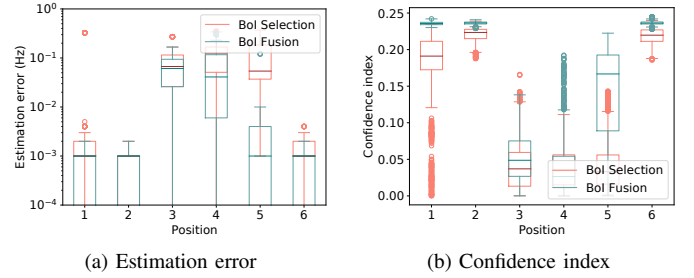 10⁰
10⁻¹
10⁻²
10⁻³
10⁻⁴
Estimation error (Hz)
BoI Selection
BoI Fusion
1 2 3 4 5 6
Position
(a) Estimation error
0.25
0.20
0.15
0.10
0.05
0.00
Confidence index
BoI Selection
BoI Fusion
1 2 3 4 5 6
Position
(b) Confidence index